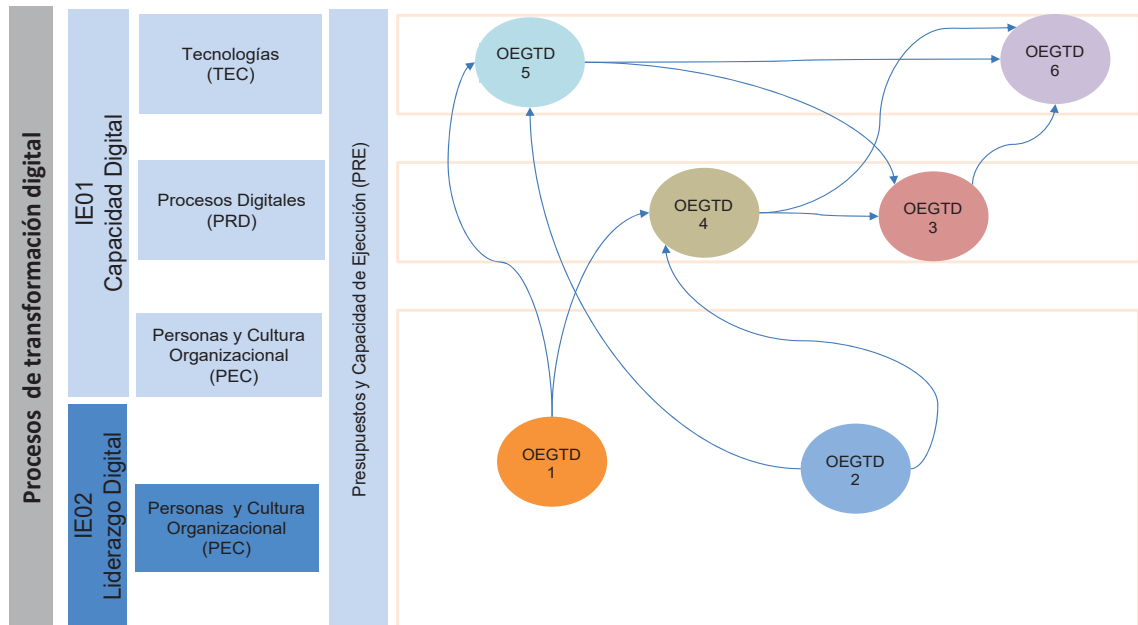 Procesos de transformación digital
IE01
Capacidad Digital
IE02
Liderazgo Digital
Tecnologías
(TEC)
Procesos Digitales
(PRD)
Personas y Cultura
Organizacional
(PEC)
Personas y Cultura
Organizacional
(PEC)
Presupuestos y Capacidad de Ejecución (PRE)
OEGTD
5
OEGTD
6
OEGTD
4
OEGTD
3
OEGTD
1
OEGTD
2